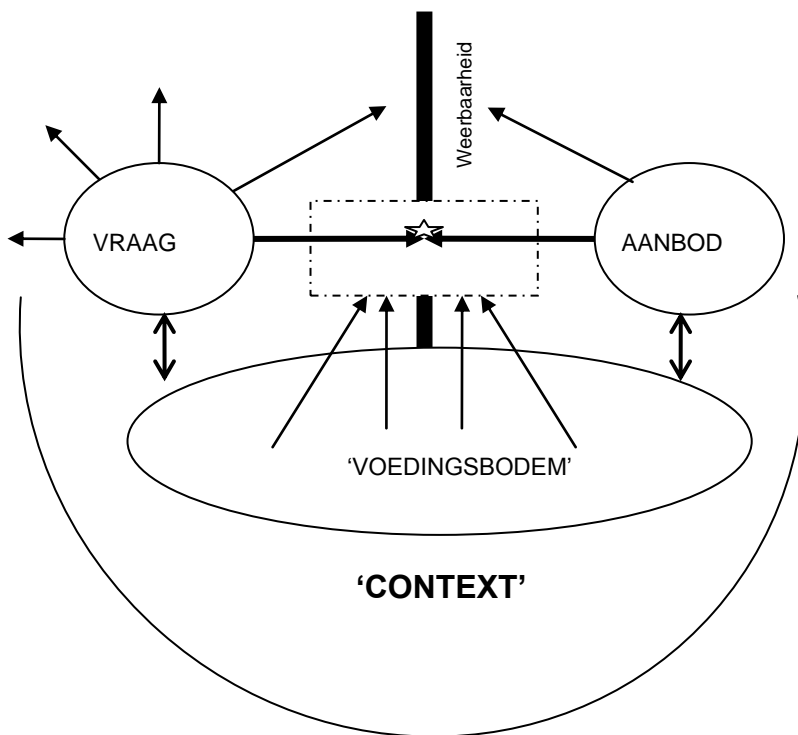 Weerbaarheid
VRAAG
AANBOD
‘VOEDINGSBODEM’
‘CONTEXT’